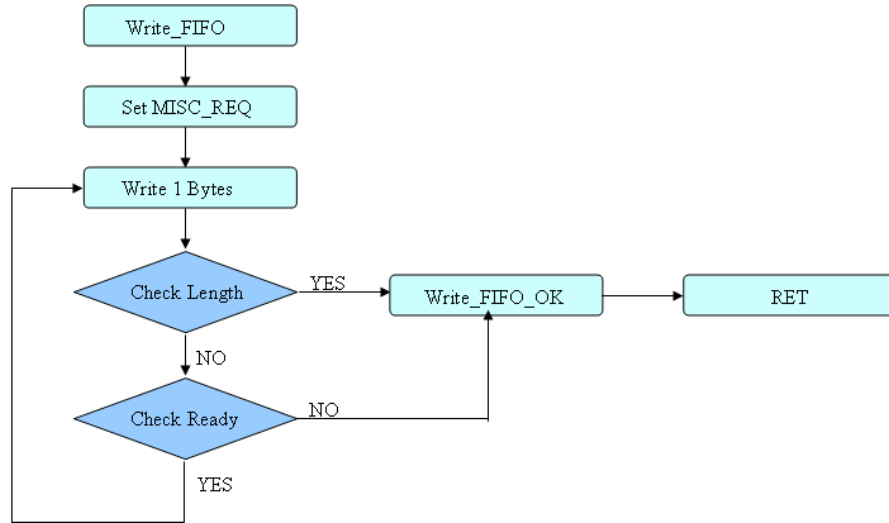 Write_FIFO
Set MISC_REQ
Write 1 Bytes
Check Length
YES
Write_FIFO_OK
RET
NO
Check Ready
NO
YES